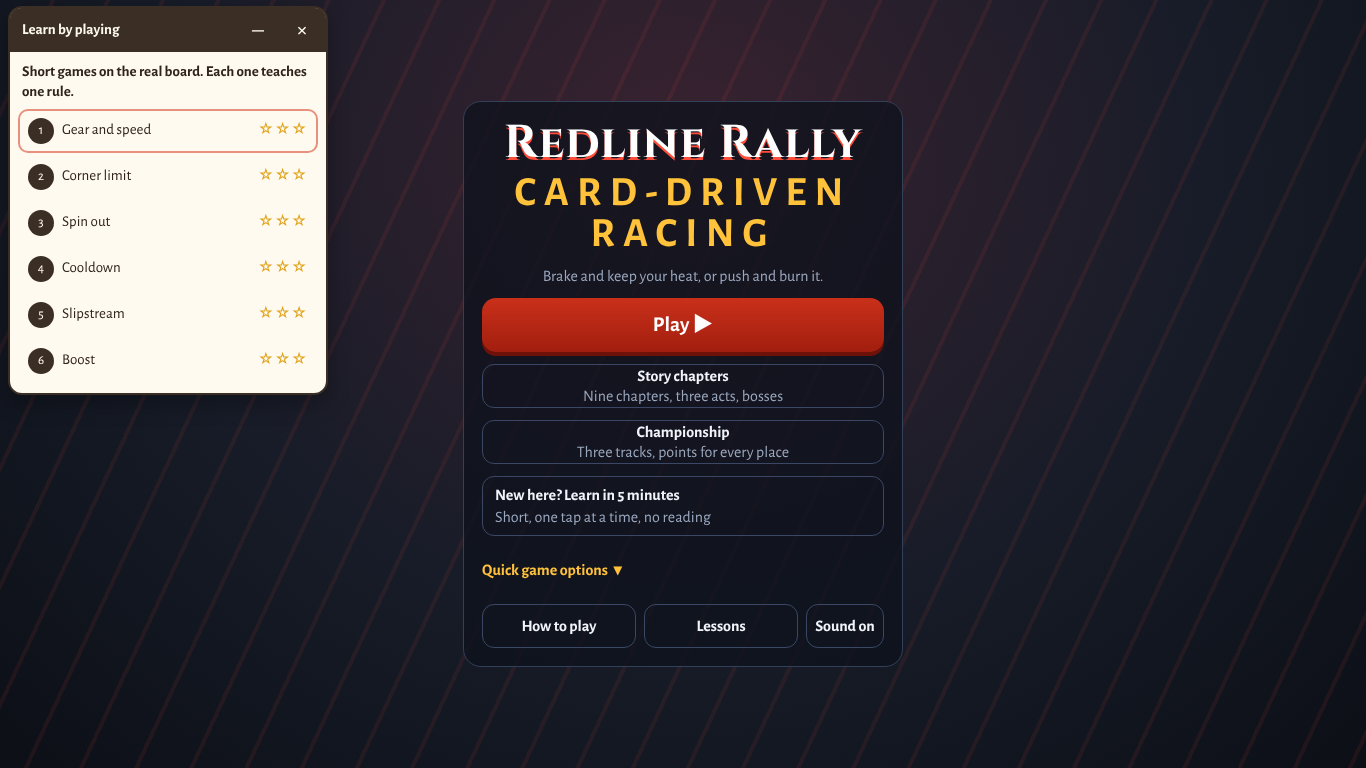 Learn by playing
Short games on the real board. Each one teaches
one rule.
1 Gear and speed ☆ ☆ ☆
2 Corner limit ☆ ☆ ☆
3 Spin out ☆ ☆ ☆
4 Cooldown ☆ ☆ ☆
5 Slipstream ☆ ☆ ☆
6 Boost ☆ ☆ ☆
REDLINE RALLY
CARD-DRIVEN
RACING
Brake and keep your heat, or push and burn it.
Play ▶
Story chapters
Nine chapters, three acts, bosses
Championship
Three tracks, points for every place
New here? Learn in 5 minutes
Short, one tap at a time, no reading
Quick game options ▼
How to play
Lessons
Sound on